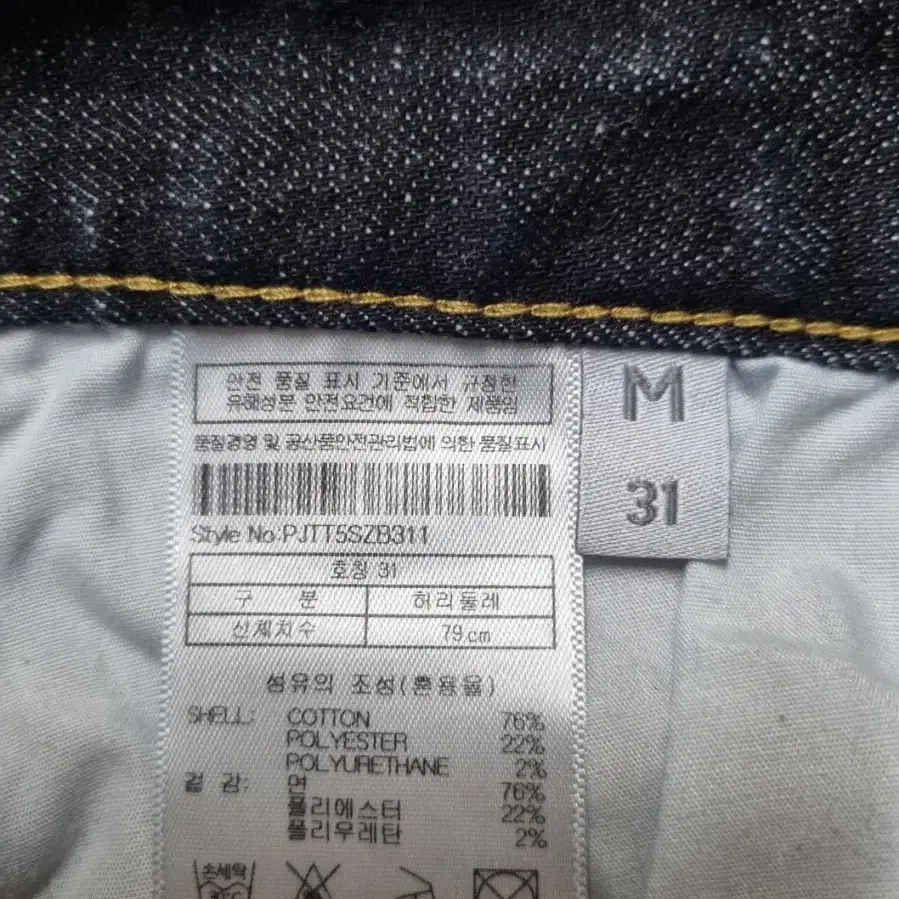 안전 품질 표시 기준에서 규정한
유해성분 안전요건에 적합한 제품임
품질경영 및 공산품안전관리법에 의한 품질표시
Style No:PJTT5SZB311
호칭 31
구 분 허리둘레
신체치수 79cm
섬유의 조성(혼용율)
SHELL: COTTON 76%
POLYESTER 22%
POLYURETHANE 2%
겉 감: 면 76%
폴리에스터 22%
폴리우레탄 2%
손세탁
30°C
M
31